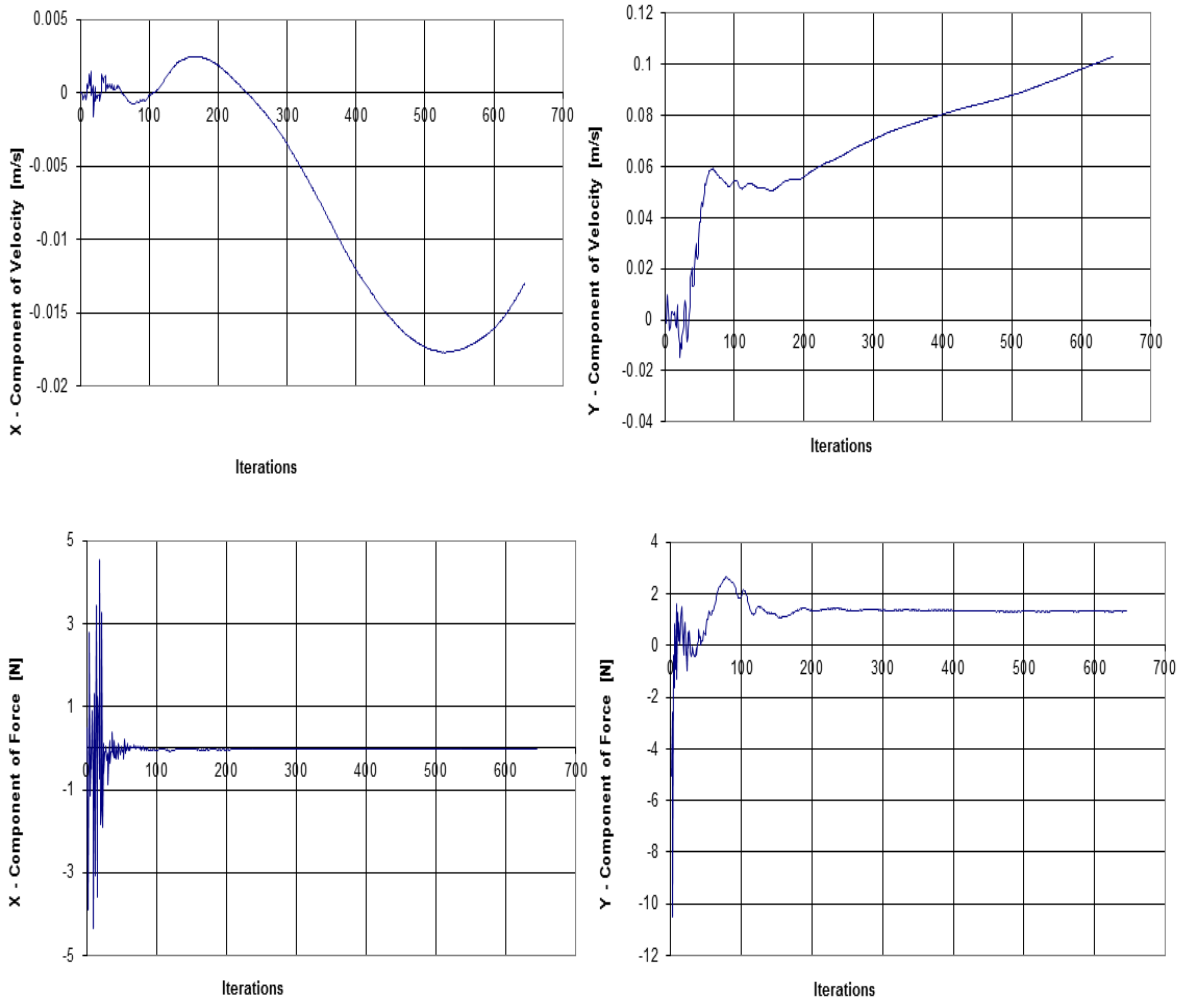 X - Component of Velocity [m/s]
0.005
0
-0.005
-0.01
-0.015
-0.02
0 100 200 300 400 500 600 700
Iterations
Y - Component of Velocity [m/s]
0.12
0.1
0.08
0.06
0.04
0.02
0
-0.02
-0.04
0 100 200 300 400 500 600 700
Iterations
X - Component of Force [N]
5
3
1
-1
-3
-5
0 100 200 300 400 500 600 700
Iterations
Y - Component of Force [N]
4
2
0
-2
-4
-6
-8
-10
-12
0 100 200 300 400 500 600 700
Iterations